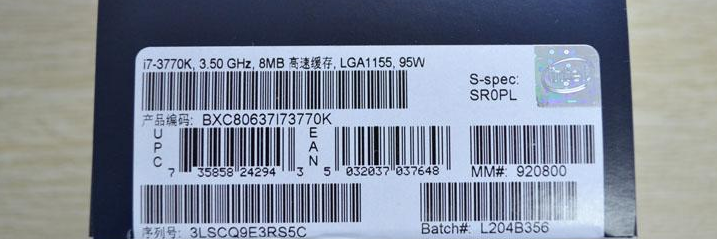 i7-3770K, 3.50 GHz, 8MB 高速缓存, LGA1155, 95W
S-spec:
SR0PL
产品编码: BXC80637I73770K
UPC
7 35858 24294 3
EAN
5 032037 037648
MM#: 920800
序列号: 3LSCQ9E3RS5C
Batch#: L204B356